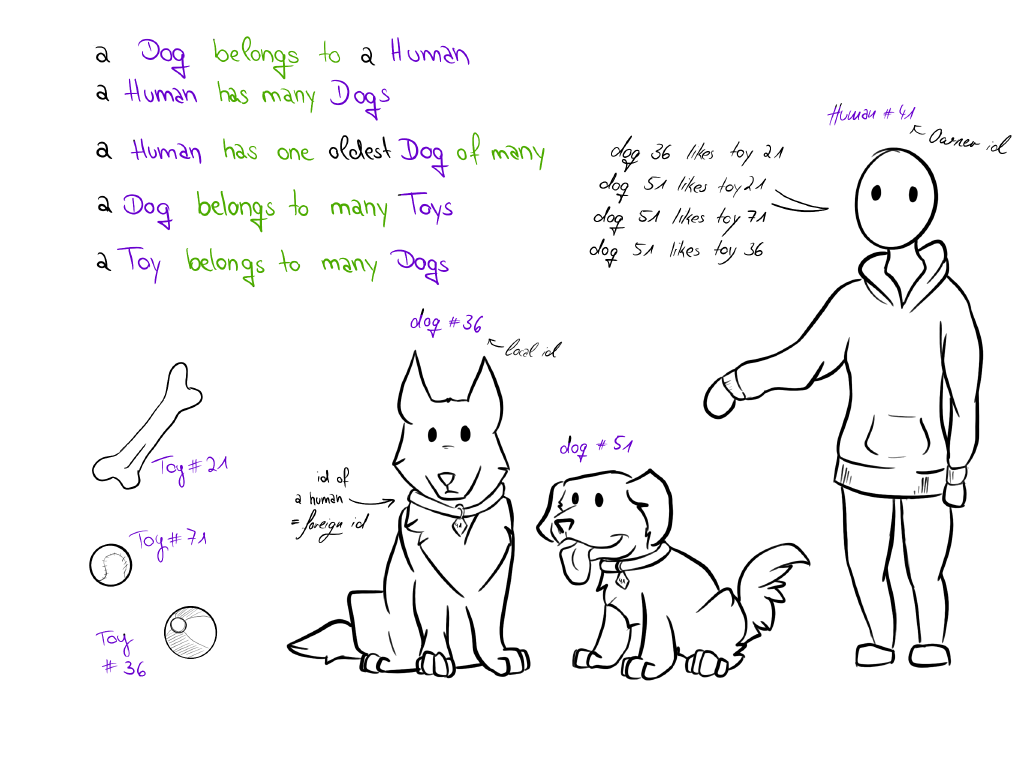 a Dog belongs to a Human
a Human has many Dogs
a Human has one oldest Dog of many
a Dog belongs to many Toys
a Toy belongs to many Dogs
Human # 41
Owner id
dog 36 likes toy 21
dog 51 likes toy 21
dog 51 likes toy 71
dog 51 likes toy 36
dog # 36
local id
dog # 51
Toy # 21
id of
a human
= foreign id
Toy # 71
Toy
# 36